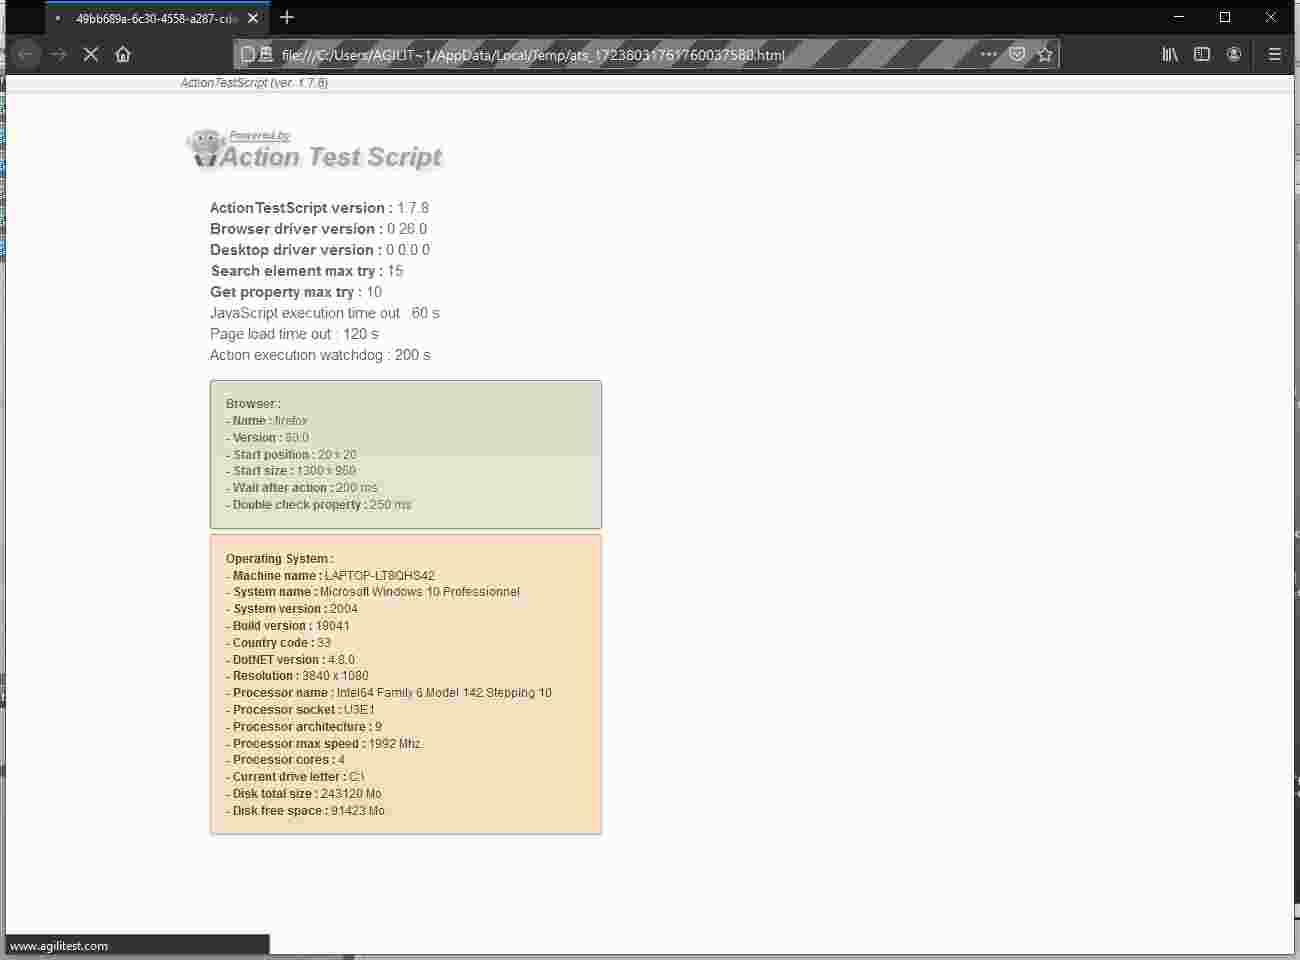 49bb689a-6c30-4558-a287-cd
file:///C:/Users/AGILIT~1/AppData/Local/Temp/ats_17238031761760037580.html
ActionTestScript (ver. 1.7.8)
Powered by
Action Test Script
ActionTestScript version : 1.7.8
Browser driver version : 0.26.0
Desktop driver version : 0.0.0.0
Search element max try : 15
Get property max try : 10
JavaScript execution time out : 60 s
Page load time out : 120 s
Action execution watchdog : 200 s
Browser :
- Name : firefox
- Version : 80.0
- Start position : 20 x 20
- Start size : 1300 x 960
- Wait after action : 200 ms
- Double check property : 250 ms
Operating System :
- Machine name : LAPTOP-LT8QHS42
- System name : Microsoft Windows 10 Professionnel
- System version : 2004
- Build version : 19041
- Country code : 33
- DotNET version : 4.8.0
- Resolution : 3840 x 1080
- Processor name : Intel64 Family 6 Model 142 Stepping 10
- Processor socket : U3E1
- Processor architecture : 9
- Processor max speed : 1992 Mhz
- Processor cores : 4
- Current drive letter : C:\
- Disk total size : 243120 Mo
- Disk free space : 91423 Mo
www.agilitest.com